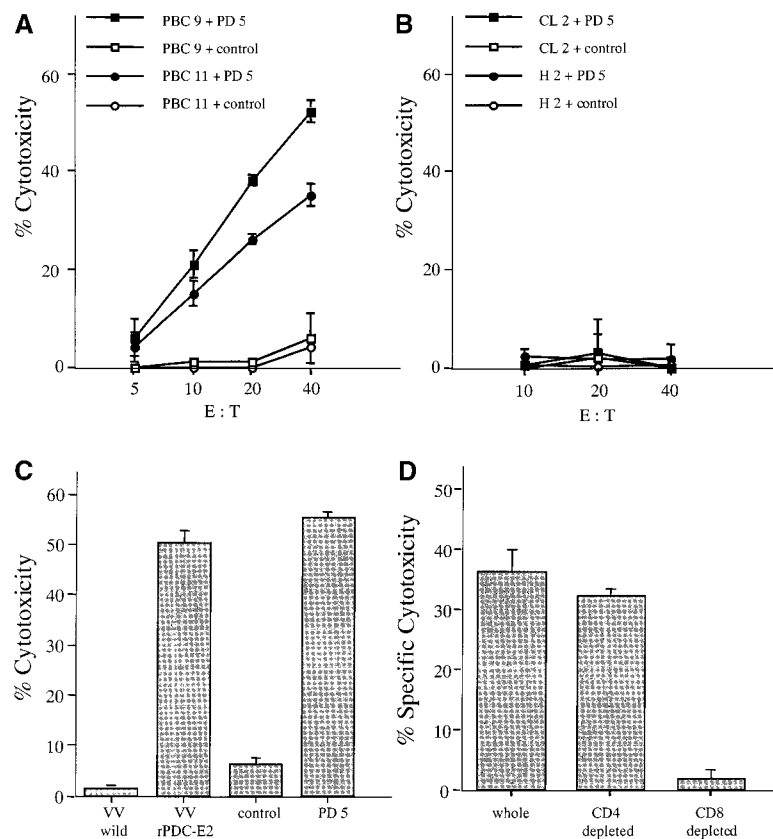 A
PBC 9 + PD 5
PBC 9 + control
PBC 11 + PD 5
PBC 11 + control
% Cytotoxicity
60
40
20
0
5 10 20 40
E : T
B
CL 2 + PD 5
CL 2 + control
H 2 + PD 5
H 2 + control
% Cytotoxicity
60
40
20
0
10 20 40
E : T
C
% Cytotoxicity
60
50
40
30
20
10
0
VV VV control PD 5
wild rPDC-E2
D
% Specific Cytotoxicity
50
40
30
20
10
0
whole CD4 CD8
depleted depleted